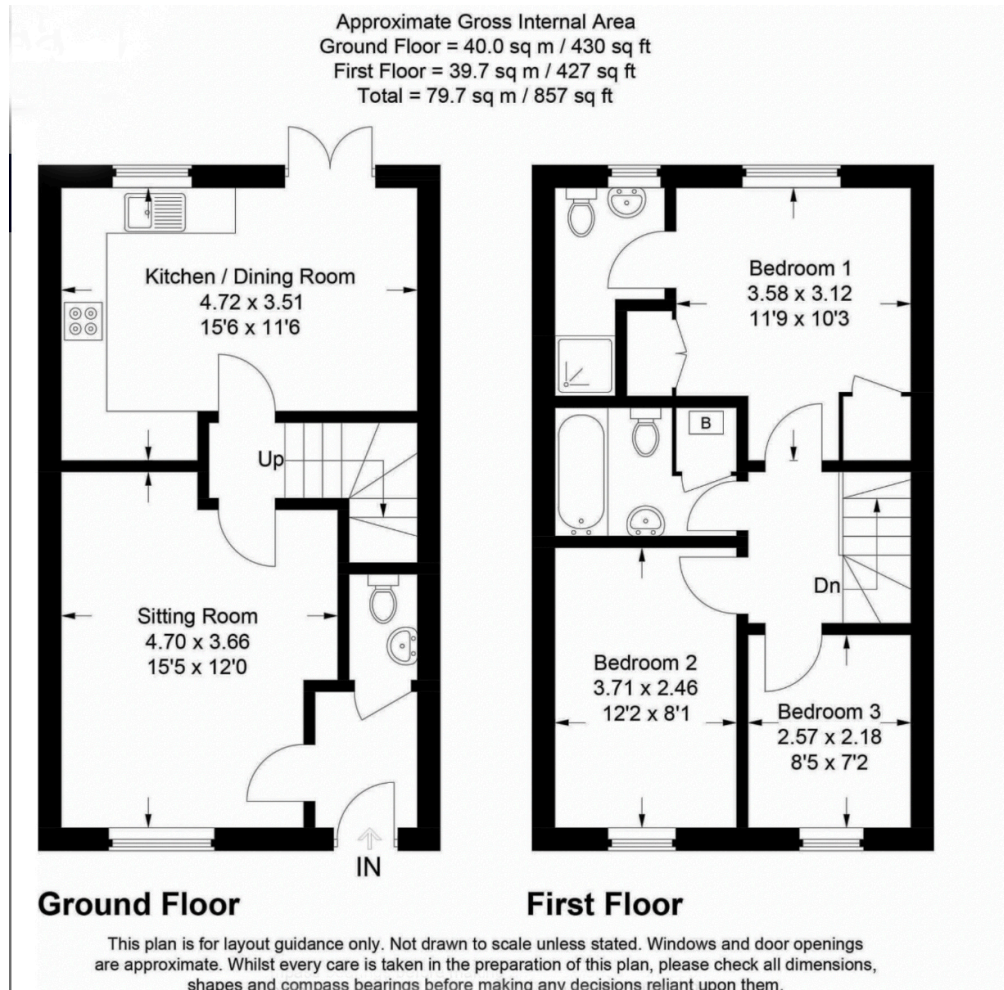 Approximate Gross Internal Area
Ground Floor = 40.0 sq m / 430 sq ft
First Floor = 39.7 sq m / 427 sq ft
Total = 79.7 sq m / 857 sq ft
Kitchen / Dining Room
4.72 x 3.51
15'6 x 11'6
Up
Sitting Room
4.70 x 3.66
15'5 x 12'0
IN
Ground Floor
Bedroom 1
3.58 x 3.12
11'9 x 10'3
B
Dn
Bedroom 2
3.71 x 2.46
12'2 x 8'1
Bedroom 3
2.57 x 2.18
8'5 x 7'2
First Floor
This plan is for layout guidance only. Not drawn to scale unless stated. Windows and door openings
are approximate. Whilst every care is taken in the preparation of this plan, please check all dimensions,
shapes and compass bearings before making any decisions reliant upon them.